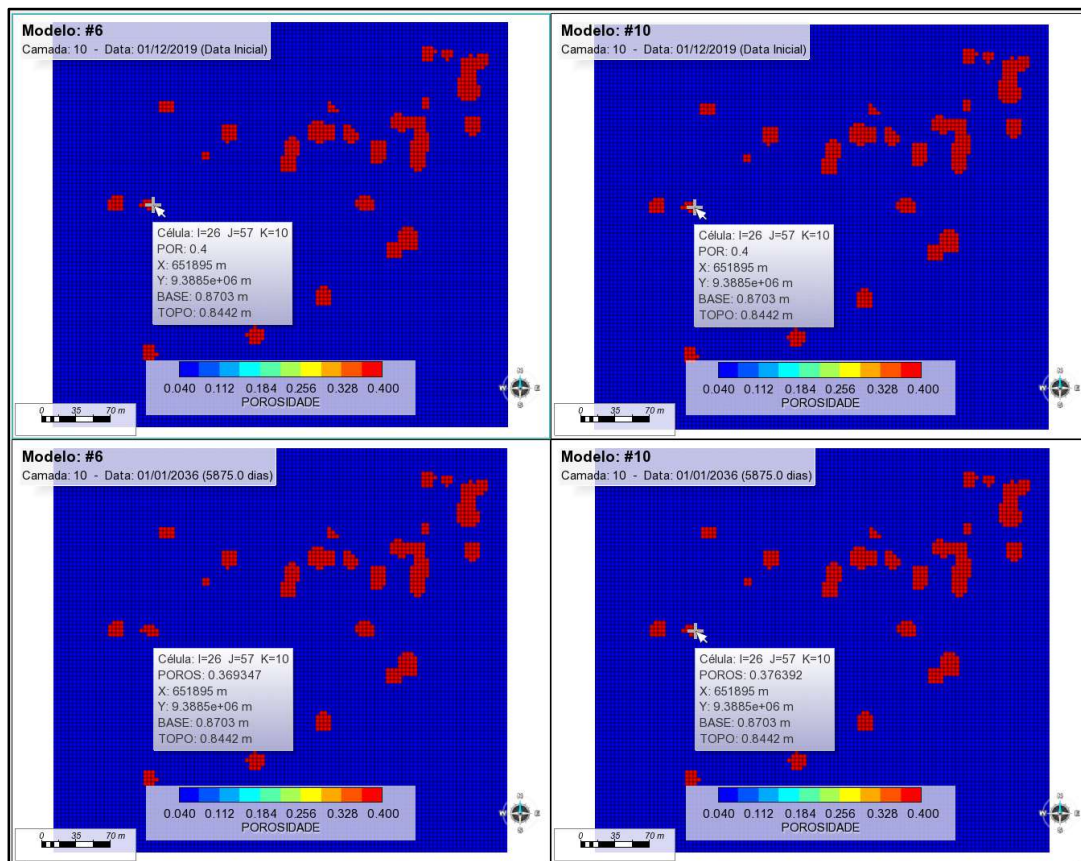 Modelo: #6
Camada: 10 - Data: 01/12/2019 (Data Inicial)
Célula: I=26 J=57 K=10
POR: 0.4
X: 651895 m
Y: 9.3885e+06 m
BASE: 0.8703 m
TOPO: 0.8442 m
0.040 0.112 0.184 0.256 0.328 0.400
POROSIDADE
0 35 70 m
N
W E
S
Modelo: #10
Camada: 10 - Data: 01/12/2019 (Data Inicial)
Célula: I=26 J=57 K=10
POR: 0.4
X: 651895 m
Y: 9.3885e+06 m
BASE: 0.8703 m
TOPO: 0.8442 m
0.040 0.112 0.184 0.256 0.328 0.400
POROSIDADE
0 35 70 m
N
W E
S
Modelo: #6
Camada: 10 - Data: 01/01/2036 (5875.0 dias)
Célula: I=26 J=57 K=10
POROS: 0.369347
X: 651895 m
Y: 9.3885e+06 m
BASE: 0.8703 m
TOPO: 0.8442 m
0.040 0.112 0.184 0.256 0.328 0.400
POROSIDADE
0 35 70 m
N
W E
S
Modelo: #10
Camada: 10 - Data: 01/01/2036 (5875.0 dias)
Célula: I=26 J=57 K=10
POROS: 0.376392
X: 651895 m
Y: 9.3885e+06 m
BASE: 0.8703 m
TOPO: 0.8442 m
0.040 0.112 0.184 0.256 0.328 0.400
POROSIDADE
0 35 70 m
N
W E
S